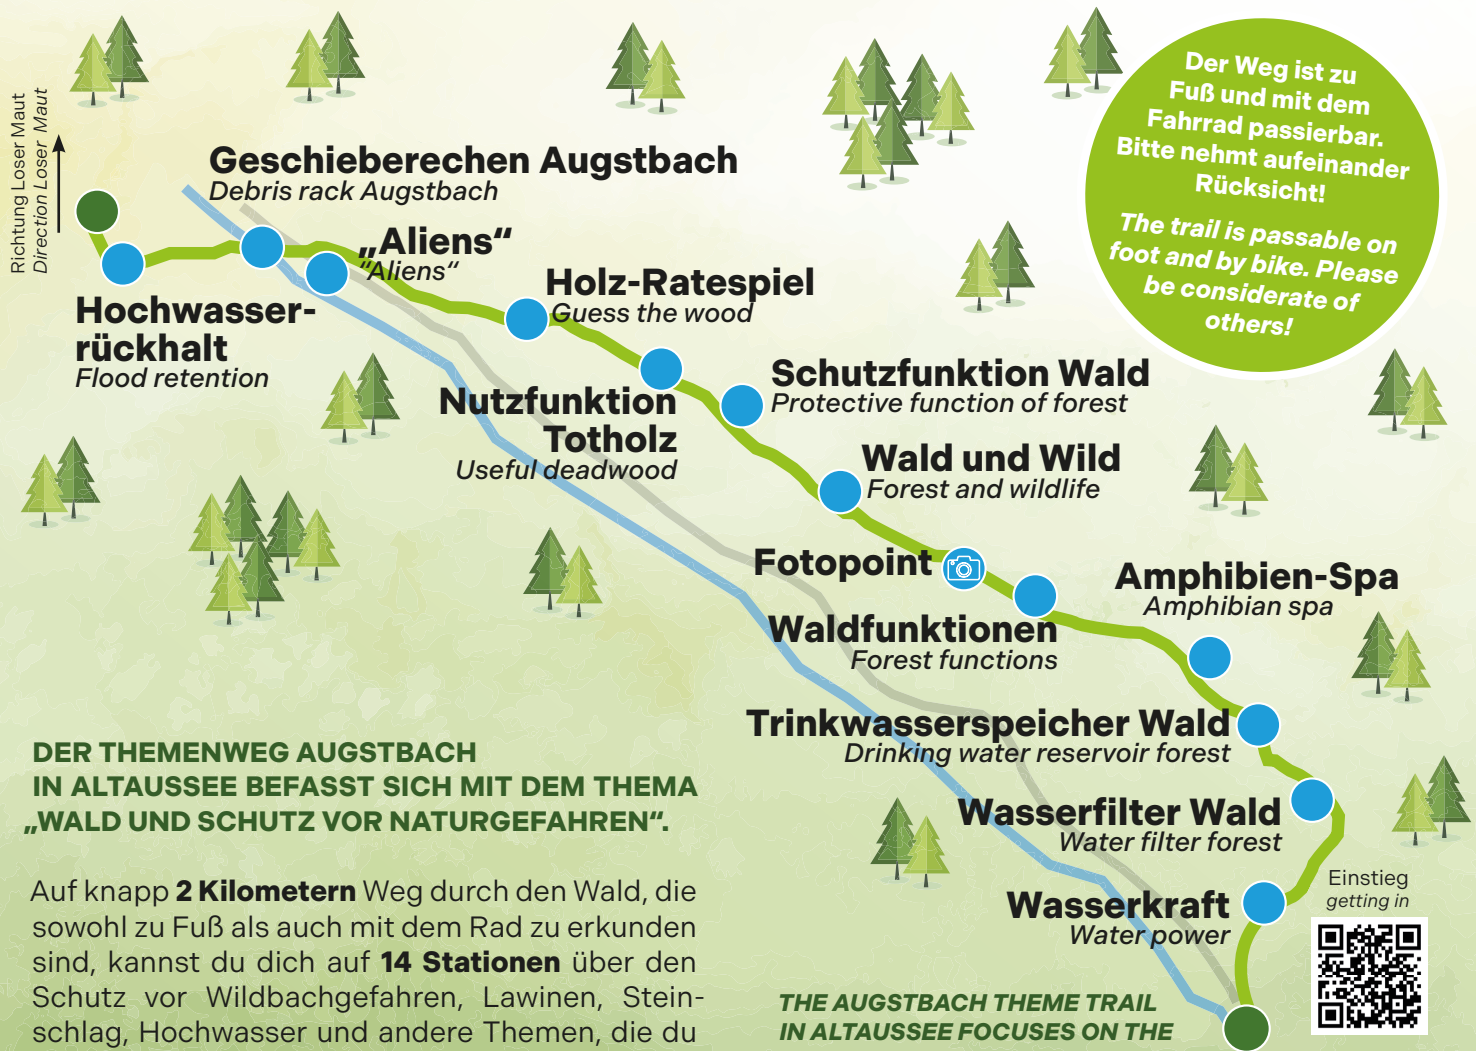 Richtung Loser Maut
Direction Loser Maut
Der Weg ist zu
Fuß und mit dem
Fahrrad passierbar.
Bitte nehmt aufeinander
Rücksicht!
The trail is passable on
foot and by bike. Please
be considerate of
others!
Geschieberechen Augstbach
Debris rack Augstbach
„Aliens“
"Aliens“
Hochwasser-
rückhalt
Flood retention
Holz-Ratespiel
Guess the wood
Nutzfunktion
Totholz
Useful deadwood
Schutzfunktion Wald
Protective function of forest
Wald und Wild
Forest and wildlife
Fotopoint
Waldfunktionen
Forest functions
Amphibien-Spa
Amphibian spa
Trinkwasserspeicher Wald
Drinking water reservoir forest
Wasserfilter Wald
Water filter forest
Wasserkraft
Water power
Einstieg
getting in
DER THEMENWEG AUGSTBACH
IN ALTAUSSEE BEFASST SICH MIT DEM THEMA
„WALD UND SCHUTZ VOR NATURGEFAHREN“.
Auf knapp 2 Kilometern Weg durch den Wald, die
sowohl zu Fuß als auch mit dem Rad zu erkunden
sind, kannst du dich auf 14 Stationen über den
Schutz vor Wildbachgefahren, Lawinen, Stein-
schlag, Hochwasser und andere Themen, die du
THE AUGSTBACH THEME TRAIL
IN ALTAUSSEE FOCUSES ON THE